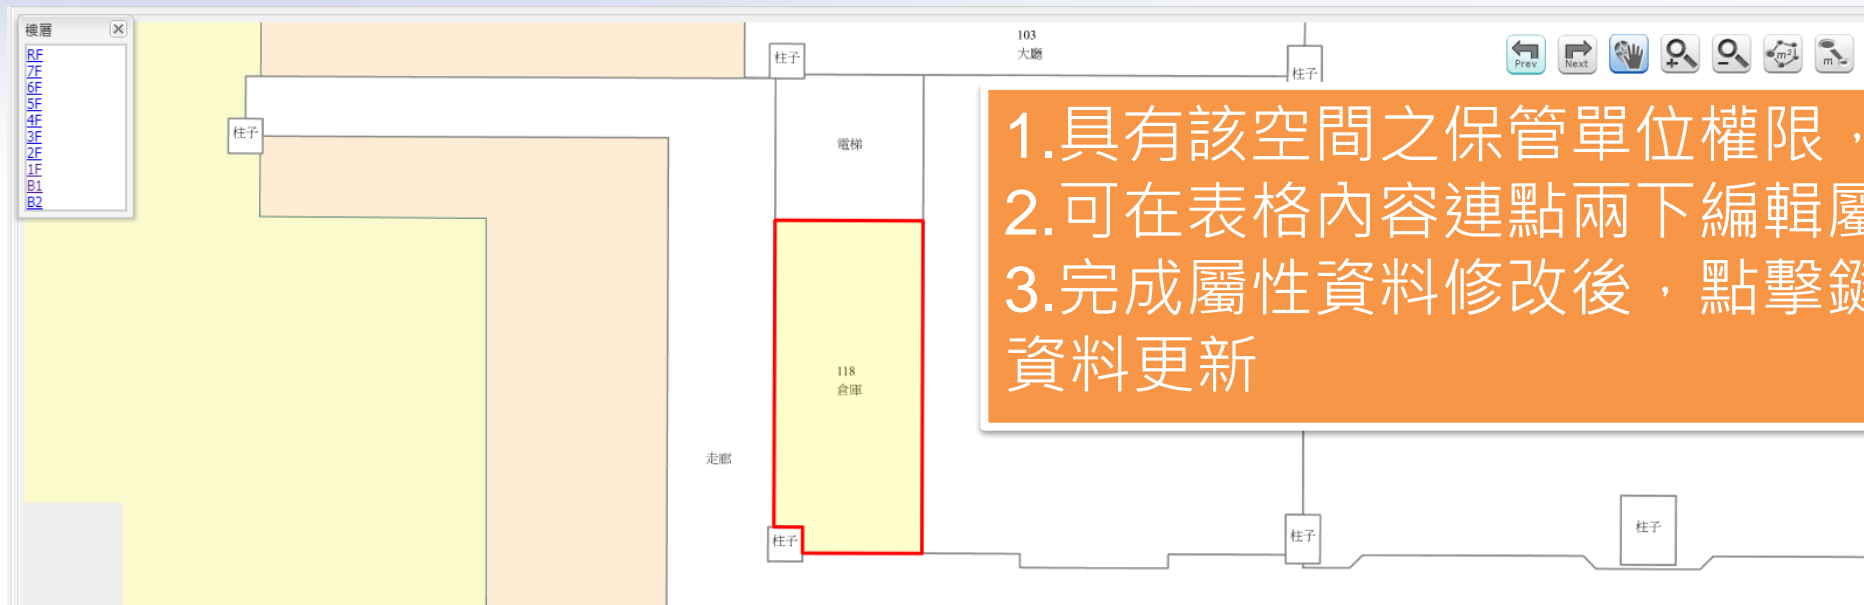 樓層
RF
7F
6F
5F
4F
3F
2F
1F
B1
B2
柱子
103
大廳
柱子
Prev
Next
m²
m
柱子
電梯
1.具有該空間之保管單位權限，
2.可在表格內容連點兩下編輯屬
3.完成屬性資料修改後，點擊鍵
資料更新
118
倉庫
走廊
柱子
柱子
柱子